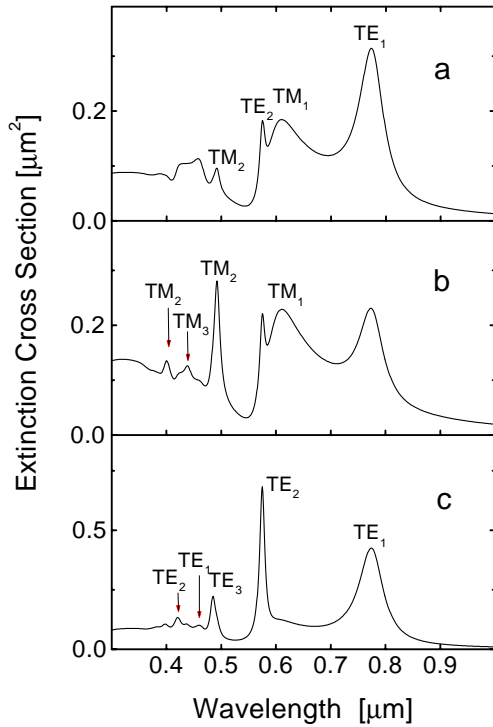 Extinction Cross Section [μm²]
a
TE₁
TE₂
TM₁
TM₂
0.2
0.0
b
TM₂
TM₂
TM₃
TM₁
0.2
0.0
c
TE₂
TE₁
TE₂
TE₁
TE₃
0.5
0.0
0.4 0.5 0.6 0.7 0.8 0.9
Wavelength [μm]